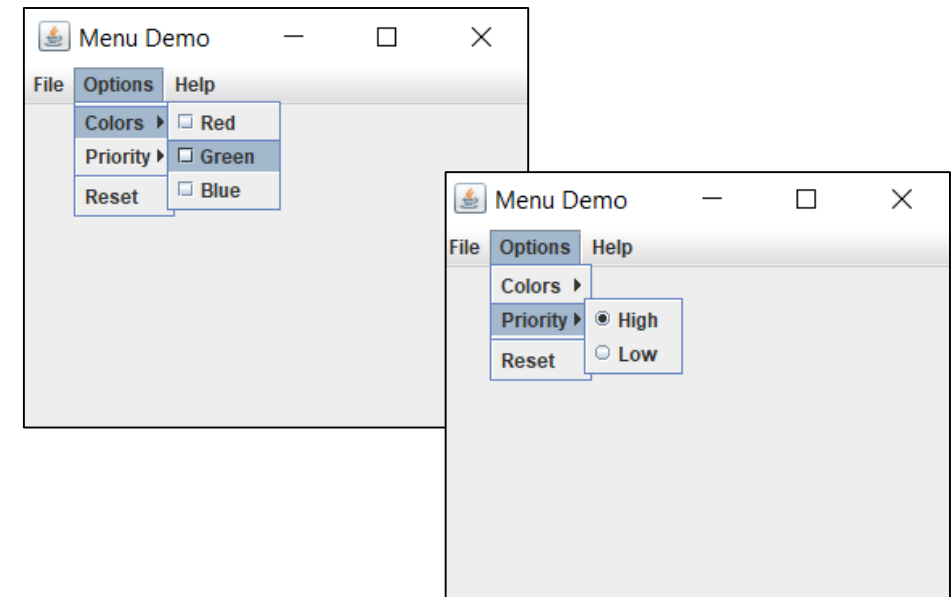 Menu Demo
File Options Help
Colors Red
Priority Green
Reset Blue
Menu Demo
File Options Help
Colors
Priority High
Reset Low